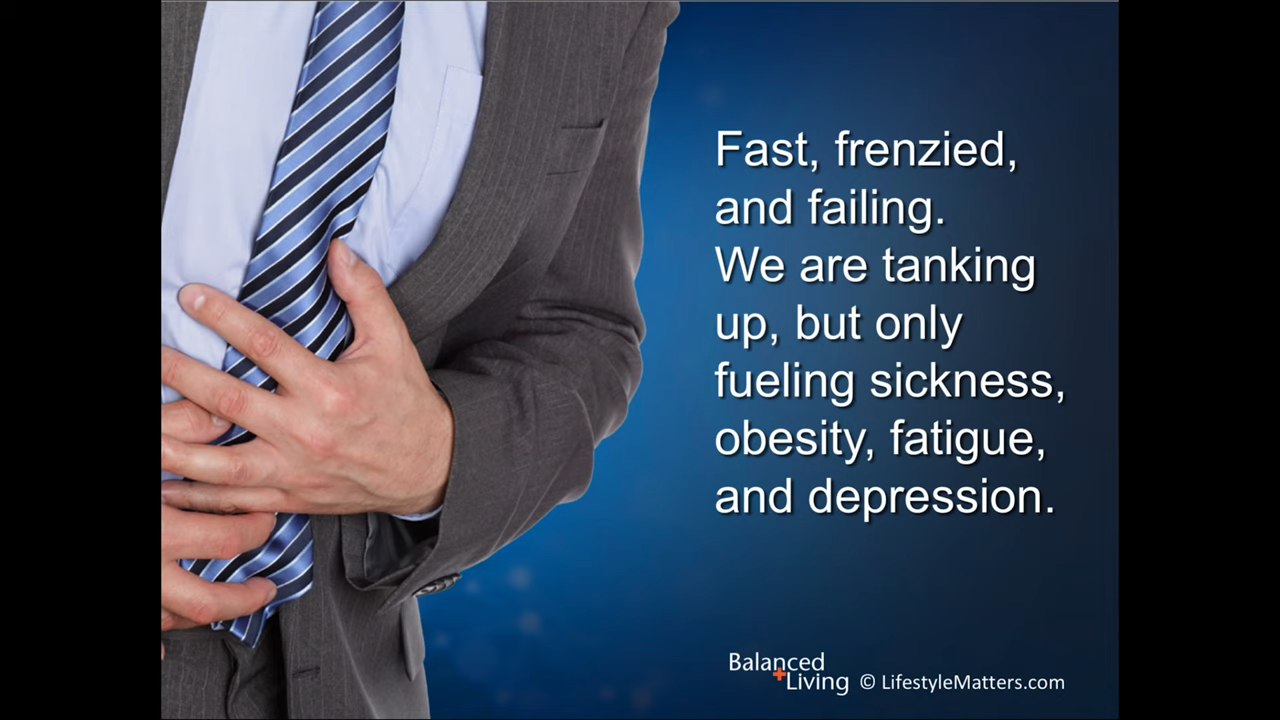 Fast, frenzied,
and failing.
We are tanking
up, but only
fueling sickness,
obesity, fatigue,
and depression.
Balanced
Living © LifestyleMatters.com